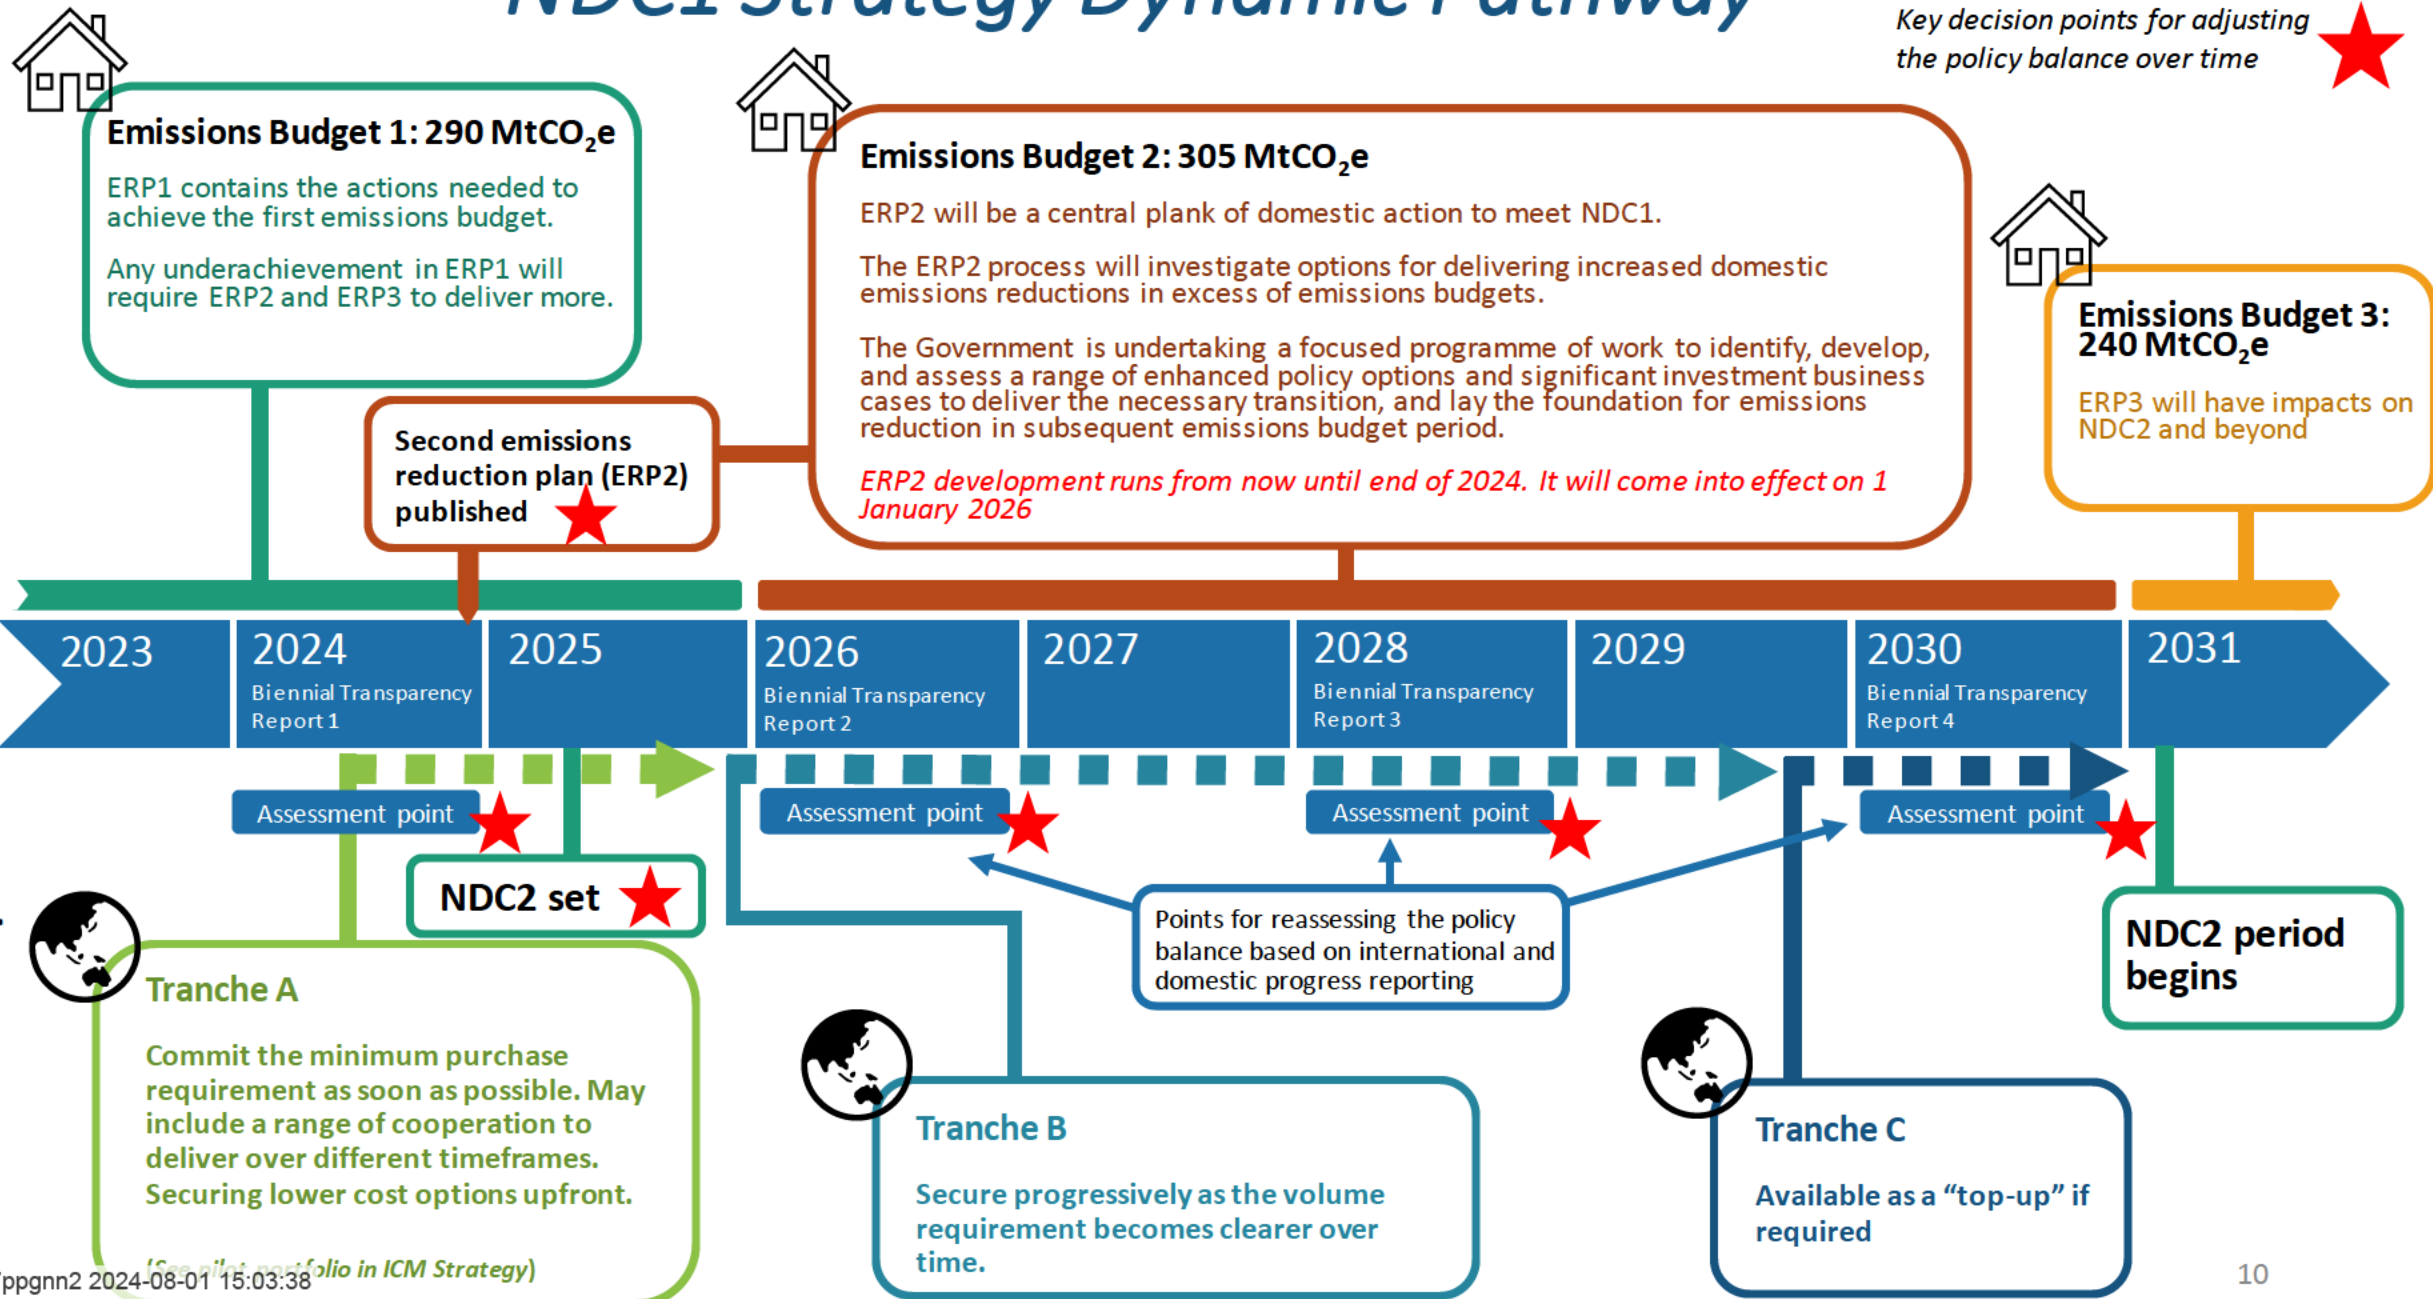 NDC1 Strategy Dynamic Pathway
Key decision points for adjusting
the policy balance over time
Emissions Budget 1: 290 MtCO₂e
ERP1 contains the actions needed to
achieve the first emissions budget.
Any underachievement in ERP1 will
require ERP2 and ERP3 to deliver more.
Second emissions
reduction plan (ERP2)
published
Emissions Budget 2: 305 MtCO₂e
ERP2 will be a central plank of domestic action to meet NDC1.
The ERP2 process will investigate options for delivering increased domestic
emissions reductions in excess of emissions budgets.
The Government is undertaking a focused programme of work to identify, develop,
and assess a range of enhanced policy options and significant investment business
cases to deliver the necessary transition, and lay the foundation for emissions
reduction in subsequent emissions budget period.
ERP2 development runs from now until end of 2024. It will come into effect on 1
January 2026
Emissions Budget 3:
240 MtCO₂e
ERP3 will have impacts on
NDC2 and beyond
2023
2024
Biennial Transparency
Report 1
2025
2026
Biennial Transparency
Report 2
2027
2028
Biennial Transparency
Report 3
2029
2030
Biennial Transparency
Report 4
2031
Assessment point
Assessment point
Assessment point
Assessment point
NDC2 set
Points for reassessing the policy
balance based on international and
domestic progress reporting
NDC2 period
begins
Tranche A
Commit the minimum purchase
requirement as soon as possible. May
include a range of cooperation to
deliver over different timeframes.
Securing lower cost options upfront.
(See pilot portfolio in ICM Strategy)
Tranche B
Secure progressively as the volume
requirement becomes clearer over
time.
Tranche C
Available as a “top-up” if
required
ppgnn2 2024-08-01 15:03:38
10